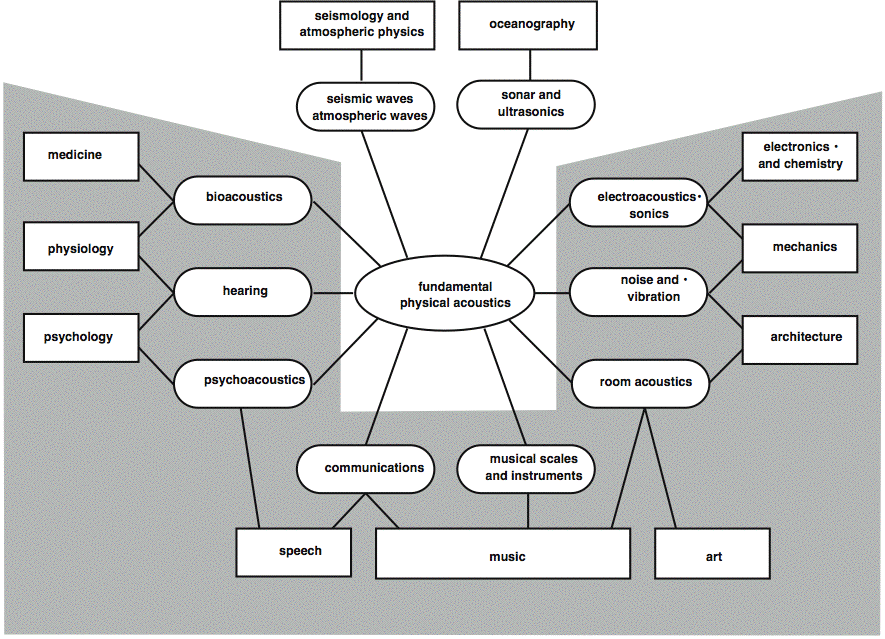 seismology and
atmospheric physics
oceanography
seismic waves
atmospheric waves
sonar and
ultrasonics
medicine
bioacoustics
electroacoustics·
sonics
electronics ·
and chemistry
physiology
hearing
fundamental
physical acoustics
noise and ·
vibration
mechanics
psychology
psychoacoustics
room acoustics
architecture
communications
musical scales
and instruments
speech
music
art